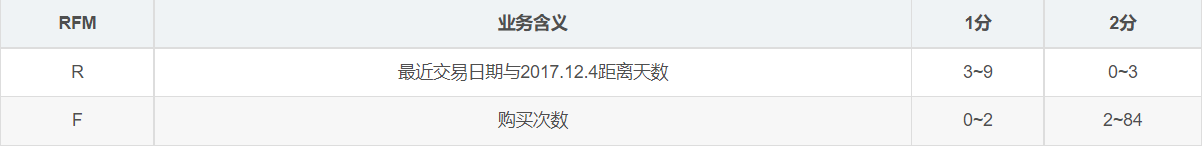 RFM 业务含义 1分 2分
R 最近交易日期与2017.12.4距离天数 3~9 0~3
F 购买次数 0~2 2~84